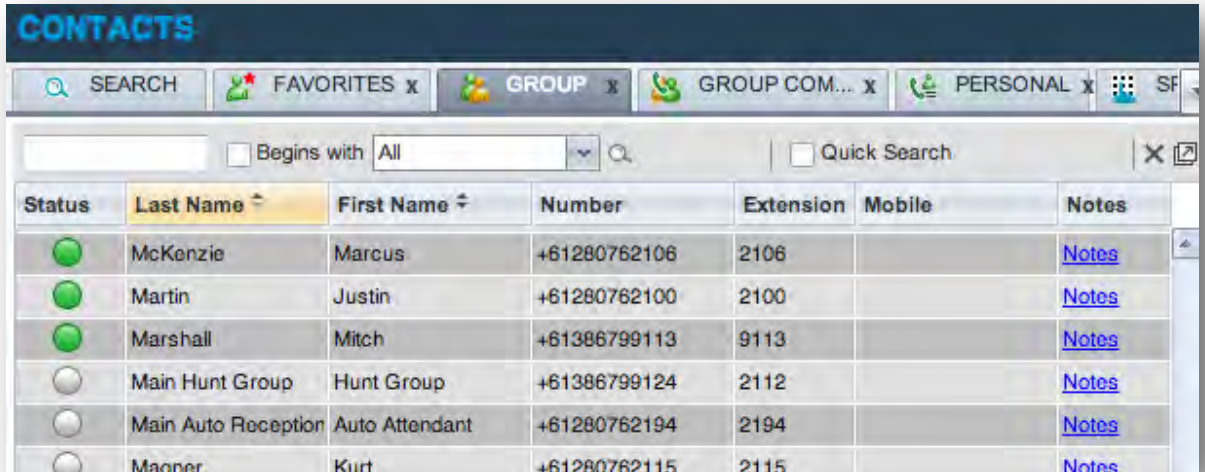 CONTACTS
SEARCH FAVORITES x GROUP x GROUP COM... x PERSONAL x
Begins with All Quick Search
Status Last Name First Name Number Extension Mobile Notes
McKenzie Marcus +61280762106 2106 Notes
Martin Justin +61280762100 2100 Notes
Marshall Mitch +61386799113 9113 Notes
Main Hunt Group Hunt Group +61386799124 2112 Notes
Main Auto Reception Auto Attendant +61280762194 2194 Notes
Magner Kurt +61280762115 2115 Notes